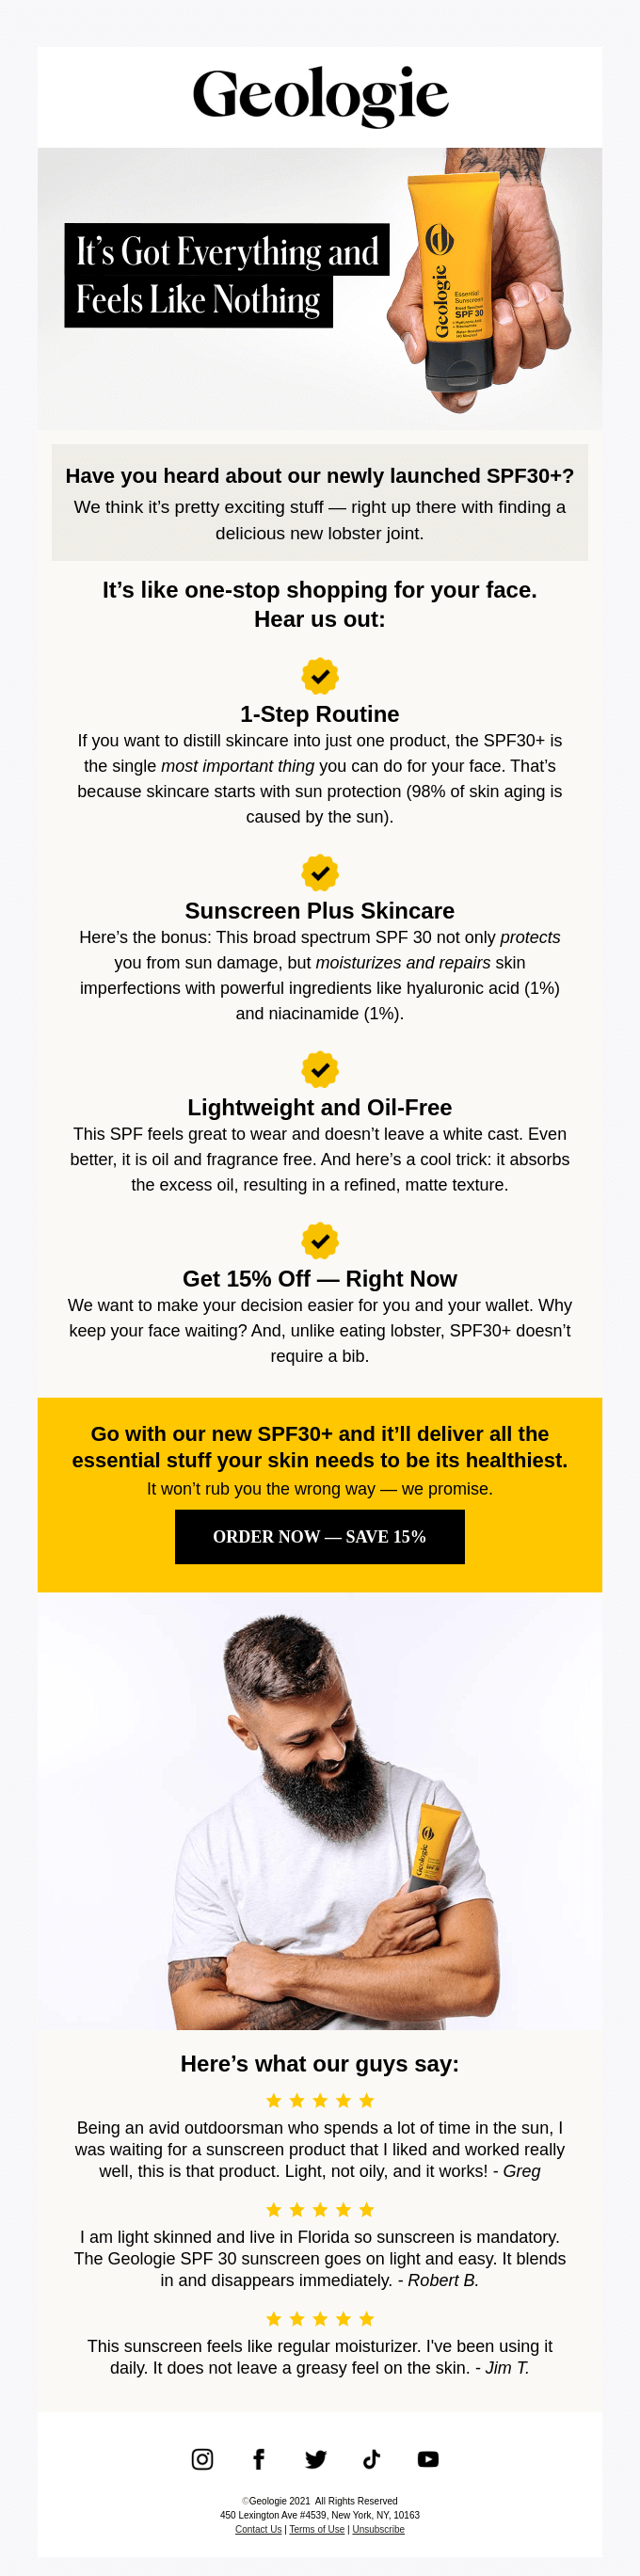 Geologie
It’s Got Everything and
Feels Like Nothing
Geologie
Essential
Sunscreen
Broad Spectrum
SPF 30
Have you heard about our newly launched SPF30+?
We think it’s pretty exciting stuff — right up there with finding a
delicious new lobster joint.
It’s like one-stop shopping for your face.
Hear us out:
1-Step Routine
If you want to distill skincare into just one product, the SPF30+ is
the single most important thing you can do for your face. That’s
because skincare starts with sun protection (98% of skin aging is
caused by the sun).
Sunscreen Plus Skincare
Here’s the bonus: This broad spectrum SPF 30 not only protects
you from sun damage, but moisturizes and repairs skin
imperfections with powerful ingredients like hyaluronic acid (1%)
and niacinamide (1%).
Lightweight and Oil-Free
This SPF feels great to wear and doesn’t leave a white cast. Even
better, it is oil and fragrance free. And here’s a cool trick: it absorbs
the excess oil, resulting in a refined, matte texture.
Get 15% Off — Right Now
We want to make your decision easier for you and your wallet. Why
keep your face waiting? And, unlike eating lobster, SPF30+ doesn’t
require a bib.
Go with our new SPF30+ and it’ll deliver all the
essential stuff your skin needs to be its healthiest.
It won’t rub you the wrong way — we promise.
ORDER NOW — SAVE 15%
Geologie
Here’s what our guys say:
Being an avid outdoorsman who spends a lot of time in the sun, I
was waiting for a sunscreen product that I liked and worked really
well, this is that product. Light, not oily, and it works! - Greg
I am light skinned and live in Florida so sunscreen is mandatory.
The Geologie SPF 30 sunscreen goes on light and easy. It blends
in and disappears immediately. - Robert B.
This sunscreen feels like regular moisturizer. I've been using it
daily. It does not leave a greasy feel on the skin. - Jim T.
©Geologie 2021 All Rights Reserved
450 Lexington Ave #4539, New York, NY, 10163
Contact Us | Terms of Use | Unsubscribe